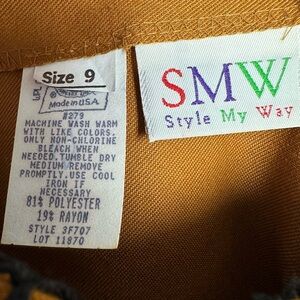 Size 9
Made in U.S.A.
#279
MACHINE WASH WARM
WITH LIKE COLORS.
ONLY NON-CHLORINE
BLEACH WHEN
NEEDED.TUMBLE DRY
MEDIUM REMOVE
PROMPTLY.USE COOL
IRON IF
NECESSARY
81% POLYESTER
19% RAYON
STYLE 3F707
LOT 11870
SMW
Style My Way